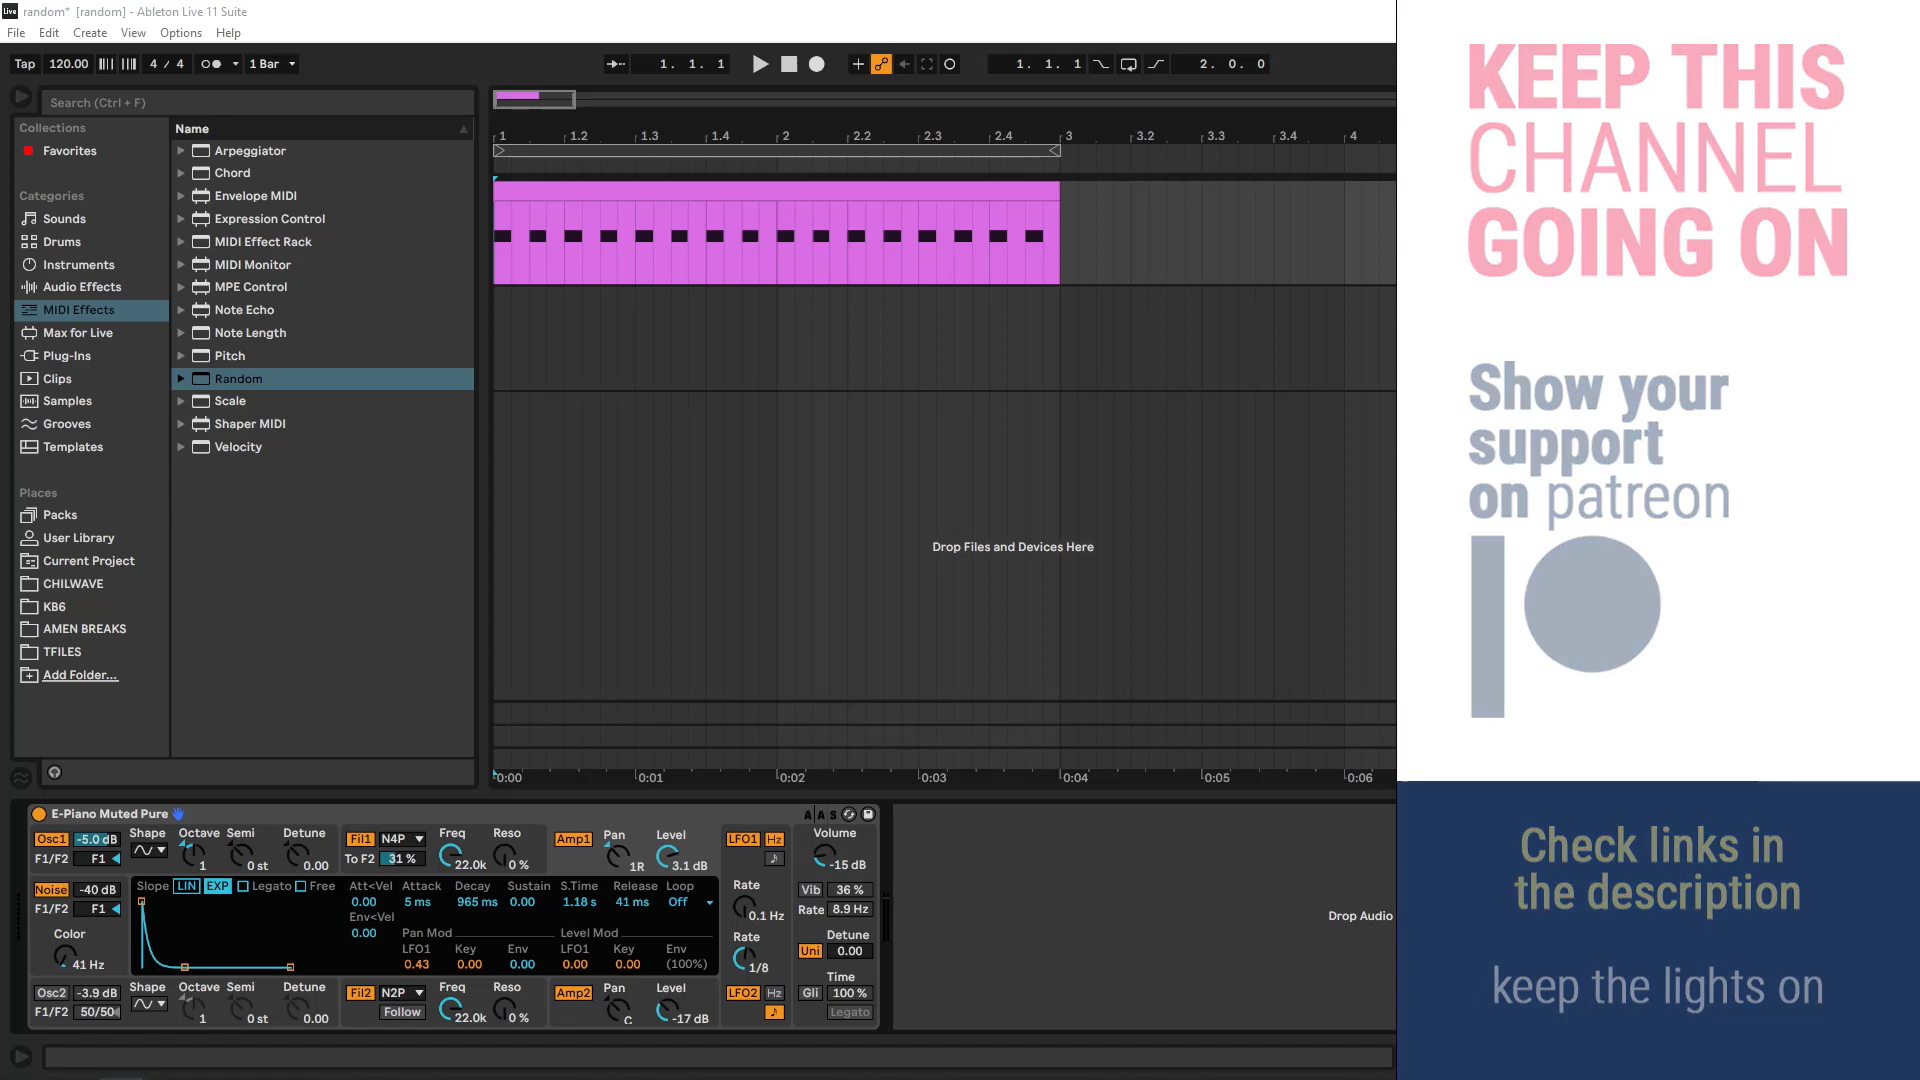 Live random* [random] - Ableton Live 11 Suite
File Edit Create View Options Help
Tap 120.00 4 / 4 1 Bar 1. 1. 1 1. 1. 1 2. 0. 0
Search (Ctrl + F)
Collections
Favorites
Categories
Sounds
Drums
Instruments
Audio Effects
MIDI Effects
Max for Live
Plug-Ins
Clips
Samples
Grooves
Templates
Places
Packs
User Library
Current Project
CHILWAVE
KB6
AMEN BREAKS
TFILES
Add Folder...
Name
Arpeggiator
Chord
Envelope MIDI
Expression Control
MIDI Effect Rack
MIDI Monitor
MPE Control
Note Echo
Note Length
Pitch
Random
Scale
Shaper MIDI
Velocity
1 1.2 1.3 1.4 2 2.2 2.3 2.4 3 3.2 3.3 3.4 4
Drop Files and Devices Here
0:00 0:01 0:02 0:03 0:04 0:05 0:06
E-Piano Muted Pure A A S
Osc1 -5.0 dB Shape Octave Semi Detune Fil1 N4P Freq Reso Amp1 Pan Level LFO1 Hz Volume
F1/F2 F1 1 0 st 0.00 To F2 31 % 22.0k 0 % 1R 3.1 dB -15 dB
Noise -40 dB Slope LIN EXP Legato Free Att<Vel Attack Decay Sustain S.Time Release Loop Rate Vib 36 %
F1/F2 F1 0.00 5 ms 965 ms 0.00 1.18 s 41 ms Off 0.1 Hz Rate 8.9 Hz
Env<Vel
Color 0.00 Pan Mod Level Mod Rate Detune
41 Hz LFO1 Key Env LFO1 Key Env Uni 0.00
0.43 0.00 0.00 0.00 0.00 (100%) 1/8
Time
Osc2 -3.9 dB Shape Octave Semi Detune Fil2 N2P Freq Reso Amp2 Pan Level LFO2 Hz Gli 100 %
F1/F2 50/50 1 0 st 0.00 Follow 22.0k 0 % C -17 dB Legato
Drop Audio
KEEP THIS
CHANNEL
GOING ON
Show your
support
on patreon
Check links in
the description
keep the lights on